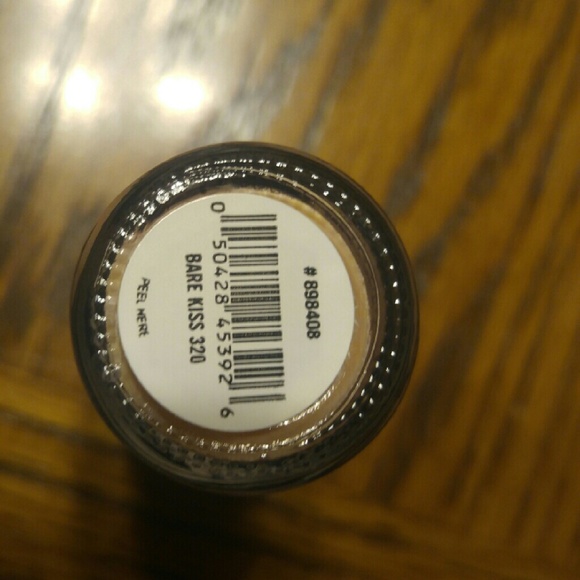 #898408
0 50428 45392 6
BARE KISS 320
PEEL HERE